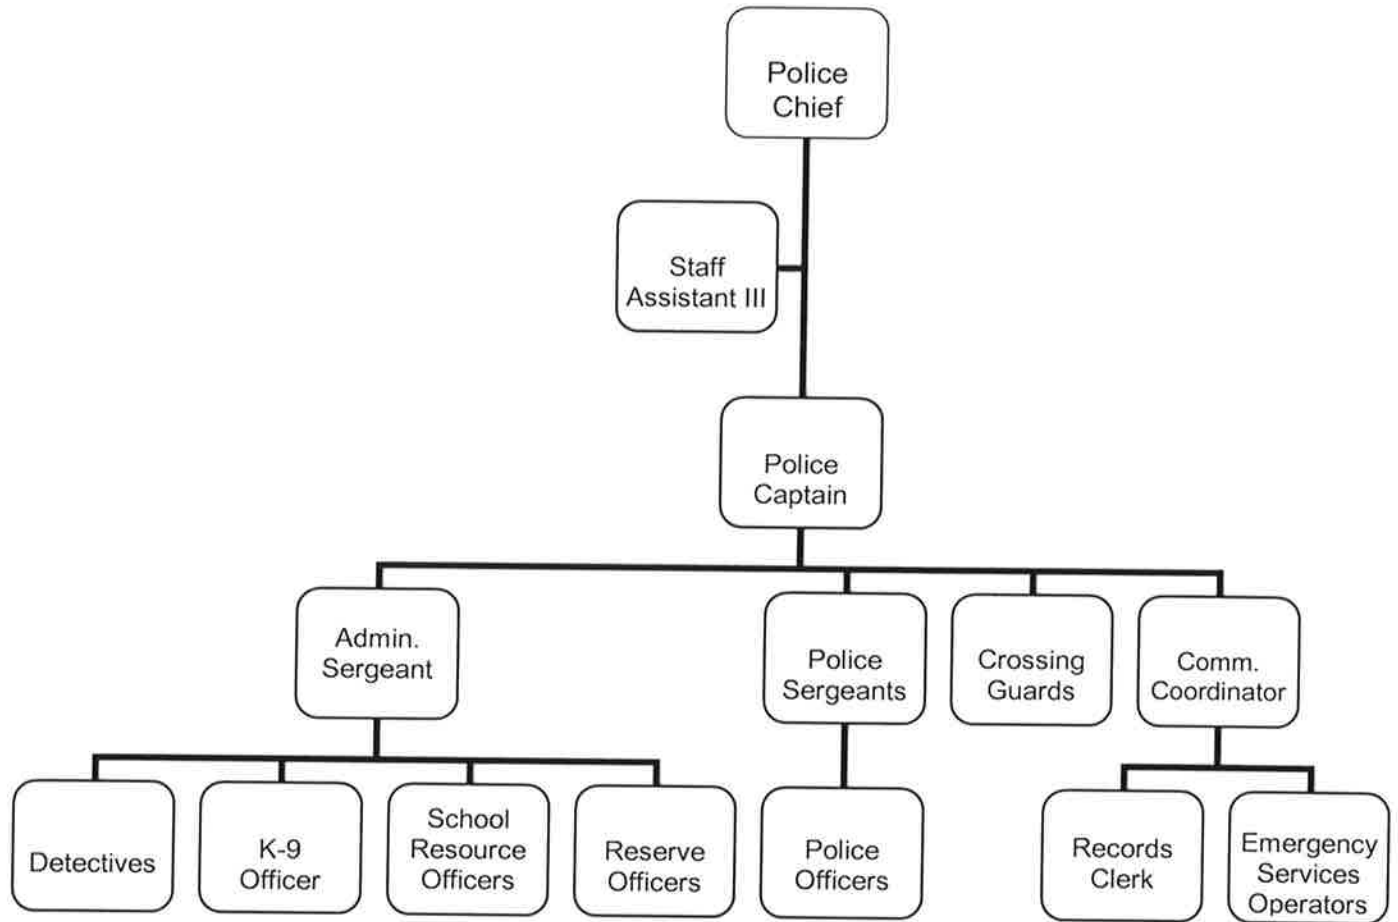 Police
Chief
Staff
Assistant III
Police
Captain
Admin.
Sergeant
Police
Sergeants
Crossing
Guards
Comm.
Coordinator
Detectives
K-9
Officer
School
Resource
Officers
Reserve
Officers
Police
Officers
Records
Clerk
Emergency
Services
Operators